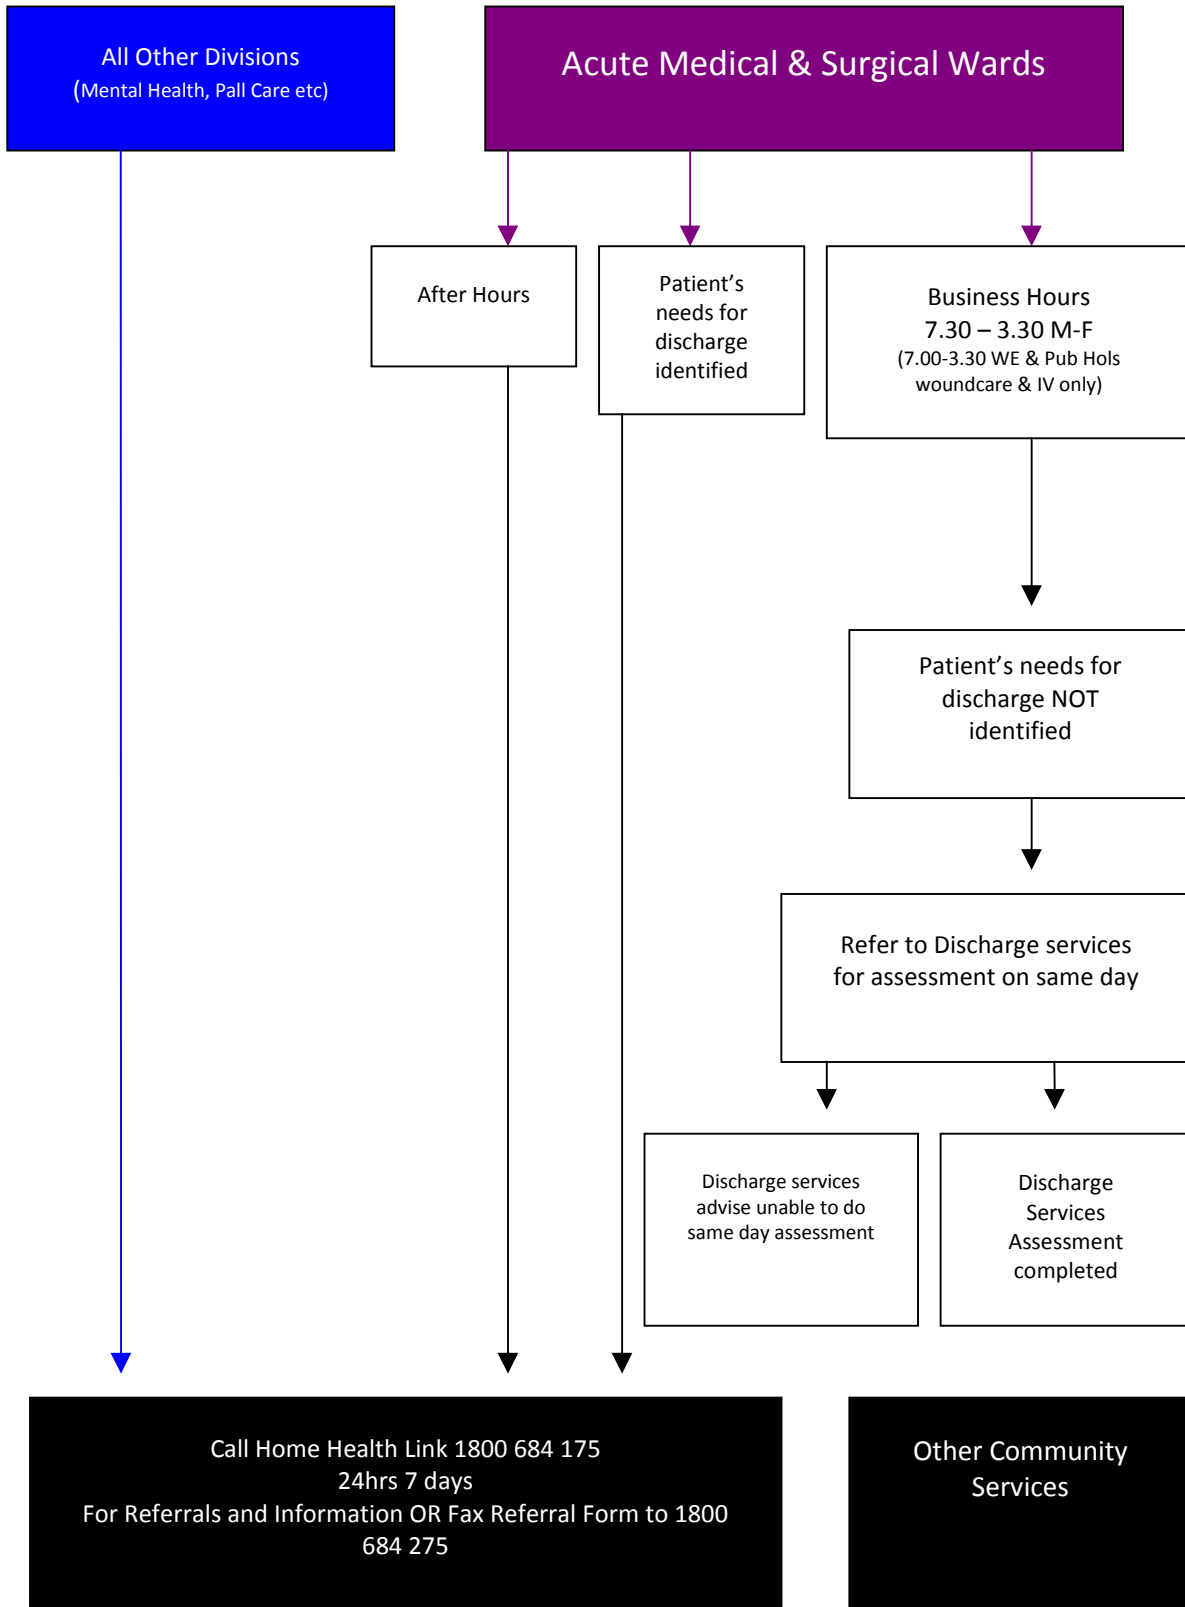 All Other Divisions
(Mental Health, Pall Care etc)
Acute Medical & Surgical Wards
After Hours
Patient’s
needs for
discharge
identified
Business Hours
7.30 – 3.30 M-F
(7.00-3.30 WE & Pub Hols
woundcare & IV only)
Patient’s needs for
discharge NOT
identified
Refer to Discharge services
for assessment on same day
Discharge services
advise unable to do
same day assessment
Discharge
Services
Assessment
completed
Call Home Health Link 1800 684 175
24hrs 7 days
For Referrals and Information OR Fax Referral Form to 1800
684 275
Other Community
Services